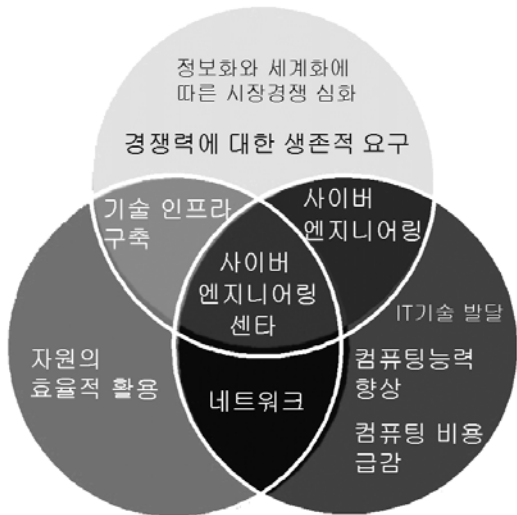 정보화와 세계화에
따른 시장경쟁 심화
경쟁력에 대한 생존적 요구
기술 인프라
구축
사이버
엔지니어링
사이버
엔지니어링
센타
IT기술 발달
자원의
효율적 활용
네트워크
컴퓨팅능력
향상
컴퓨팅 비용
급감